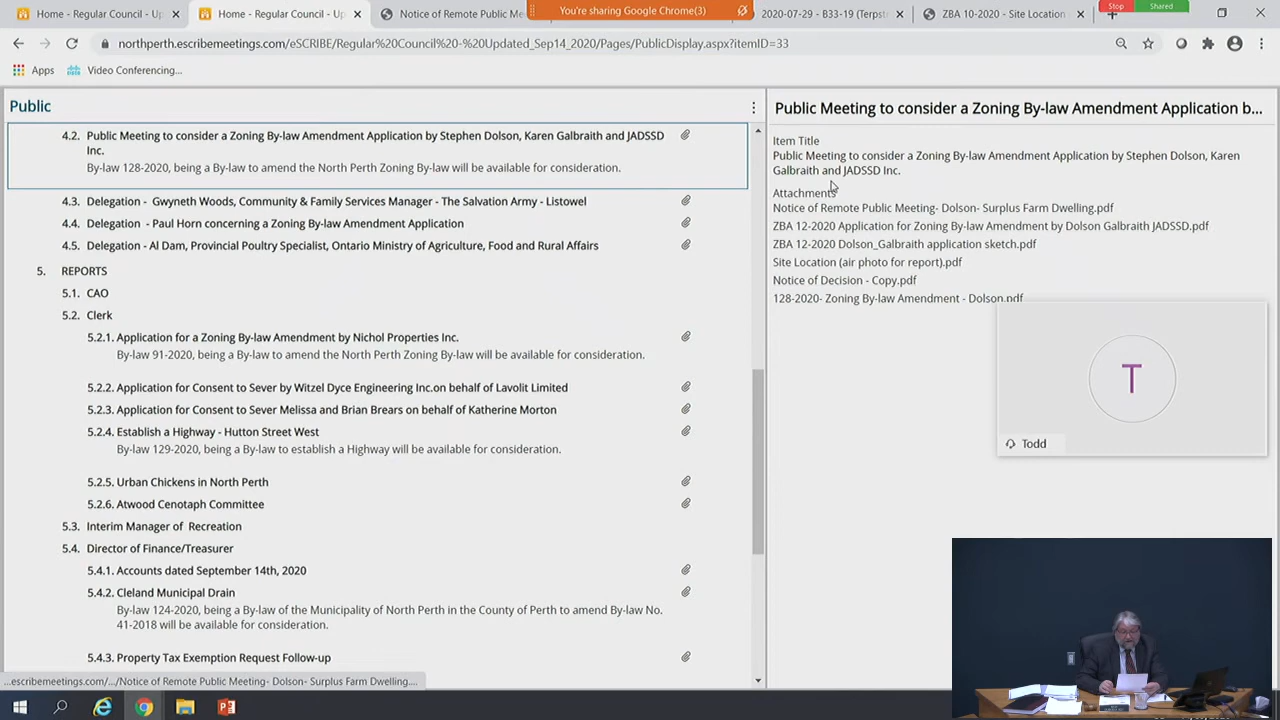 Home - Regular Council - Up
Home - Regular Council - Up
Notice of Remote Public Me
You're sharing Google Chrome(3)
2020-07-29 - B33-19 (Terpst
ZBA 10-2020 - Site Location
Stop
Shared
northperth.escribemeetings.com/eSCRIBE/Regular%20Council%20-%20Updated_Sep14_2020/Pages/PublicDisplay.aspx?itemID=33
Apps
Video Conferencing...
Public
4.2. Public Meeting to consider a Zoning By-law Amendment Application by Stephen Dolson, Karen Galbraith and JADSSD
Inc.
By-law 128-2020, being a By-law to amend the North Perth Zoning By-law will be available for consideration.
4.3. Delegation - Gwyneth Woods, Community & Family Services Manager - The Salvation Army - Listowel
4.4. Delegation - Paul Horn concerning a Zoning By-law Amendment Application
4.5. Delegation - Al Dam, Provincial Poultry Specialist, Ontario Ministry of Agriculture, Food and Rural Affairs
5. REPORTS
5.1. CAO
5.2. Clerk
5.2.1. Application for a Zoning By-law Amendment by Nichol Properties Inc.
By-law 91-2020, being a By-law to amend the North Perth Zoning By-law will be available for consideration.
5.2.2. Application for Consent to Sever by Witzel Dyce Engineering Inc.on behalf of Lavolit Limited
5.2.3. Application for Consent to Sever Melissa and Brian Brears on behalf of Katherine Morton
5.2.4. Establish a Highway - Hutton Street West
By-law 129-2020, being a By-law to establish a Highway will be available for consideration.
5.2.5. Urban Chickens in North Perth
5.2.6. Atwood Cenotaph Committee
5.3. Interim Manager of Recreation
5.4. Director of Finance/Treasurer
5.4.1. Accounts dated September 14th, 2020
5.4.2. Cleland Municipal Drain
By-law 124-2020, being a By-law of the Municipality of North Perth in the County of Perth to amend By-law No.
41-2018 will be available for consideration.
5.4.3. Property Tax Exemption Request Follow-up
.escribemeetings.com/.../Notice of Remote Public Meeting- Dolson- Surplus Farm Dwelling....
Public Meeting to consider a Zoning By-law Amendment Application b...
Item Title
Public Meeting to consider a Zoning By-law Amendment Application by Stephen Dolson, Karen
Galbraith and JADSSD Inc.
Attachments
Notice of Remote Public Meeting- Dolson- Surplus Farm Dwelling.pdf
ZBA 12-2020 Application for Zoning By-law Amendment by Dolson Galbraith JADSSD.pdf
ZBA 12-2020 Dolson_Galbraith application sketch.pdf
Site Location (air photo for report).pdf
Notice of Decision - Copy.pdf
128-2020- Zoning By-law Amendment - Dolson.pdf
T
Todd